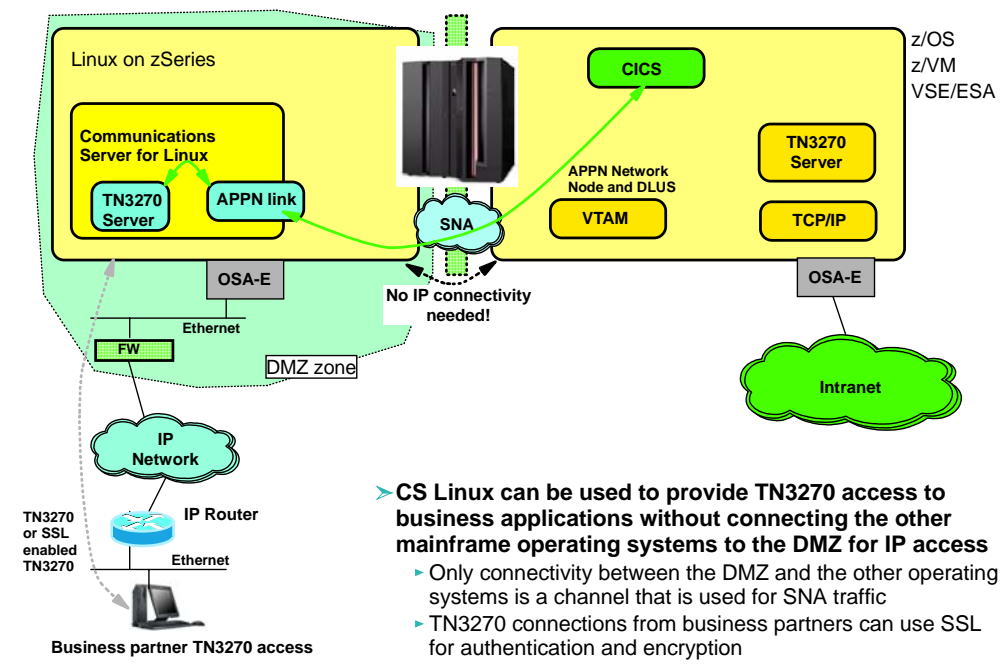 Linux on zSeries
Communications
Server for Linux
TN3270
Server
APPN link
OSA-E
Ethernet
FW
DMZ zone
IP
Network
TN3270
or SSL
enabled
TN3270
IP Router
Ethernet
Business partner TN3270 access
SNA
No IP connectivity
needed!
CICS
APPN Network
Node and DLUS
VTAM
TN3270
Server
TCP/IP
z/OS
z/VM
VSE/ESA
OSA-E
Intranet
CS Linux can be used to provide TN3270 access to
business applications without connecting the other
mainframe operating systems to the DMZ for IP access
Only connectivity between the DMZ and the other operating
systems is a channel that is used for SNA traffic
TN3270 connections from business partners can use SSL
for authentication and encryption